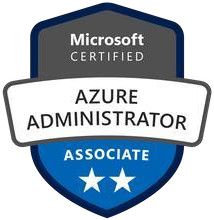 Microsoft
CERTIFIED
AZURE
ADMINISTRATOR
ASSOCIATE